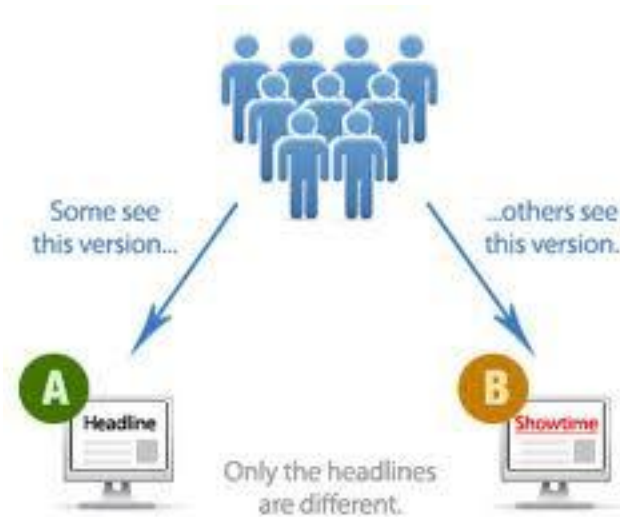 Some see
this version...
...others see
this version.
A
Headline
B
Showtime
Only the headlines
are different.